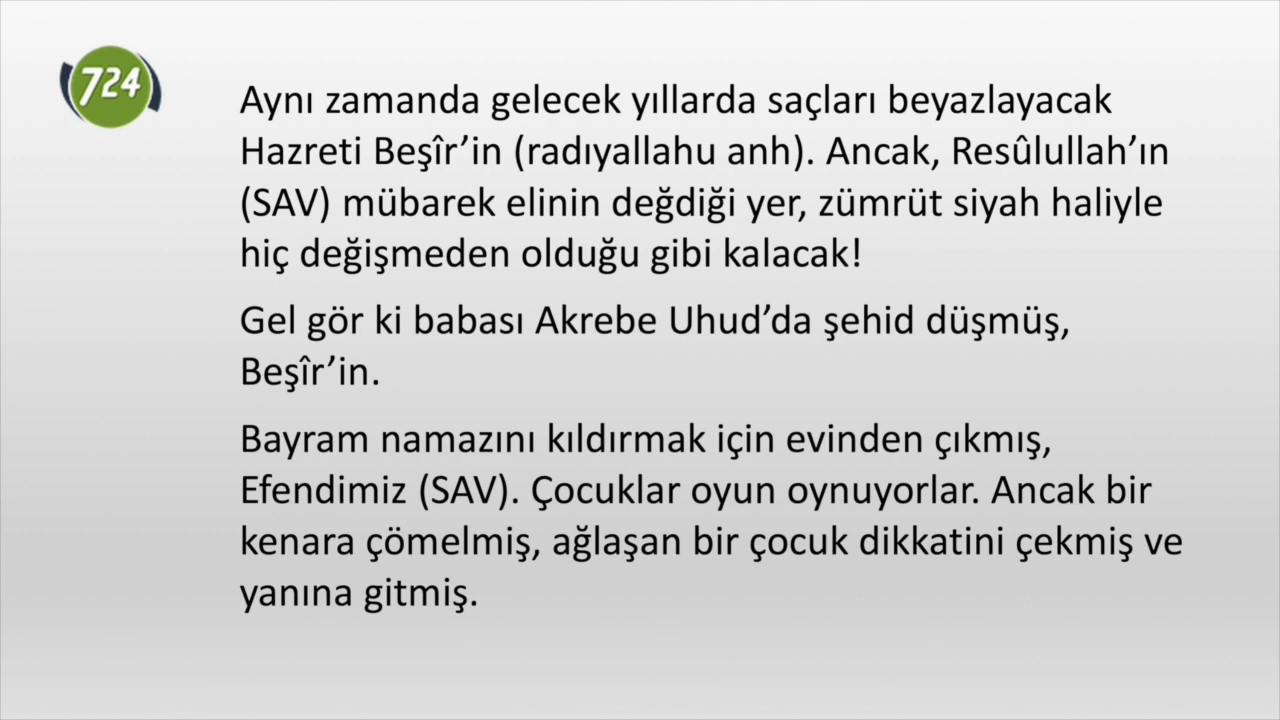 724
Aynı zamanda gelecek yıllarda saçları beyazlayacak
Hazreti Beşîr’in (radıyallahu anh). Ancak, Resûlullah’ın
(SAV) mübarek elinin değdiği yer, zümrüt siyah haliyle
hiç değişmeden olduğu gibi kalacak!
Gel gör ki babası Akrebe Uhud’da şehid düşmüş,
Beşîr’in.
Bayram namazını kıldırmak için evinden çıkmış,
Efendimiz (SAV). Çocuklar oyun oynuyorlar. Ancak bir
kenara çömelmiş, ağlaşan bir çocuk dikkatini çekmiş ve
yanına gitmiş.